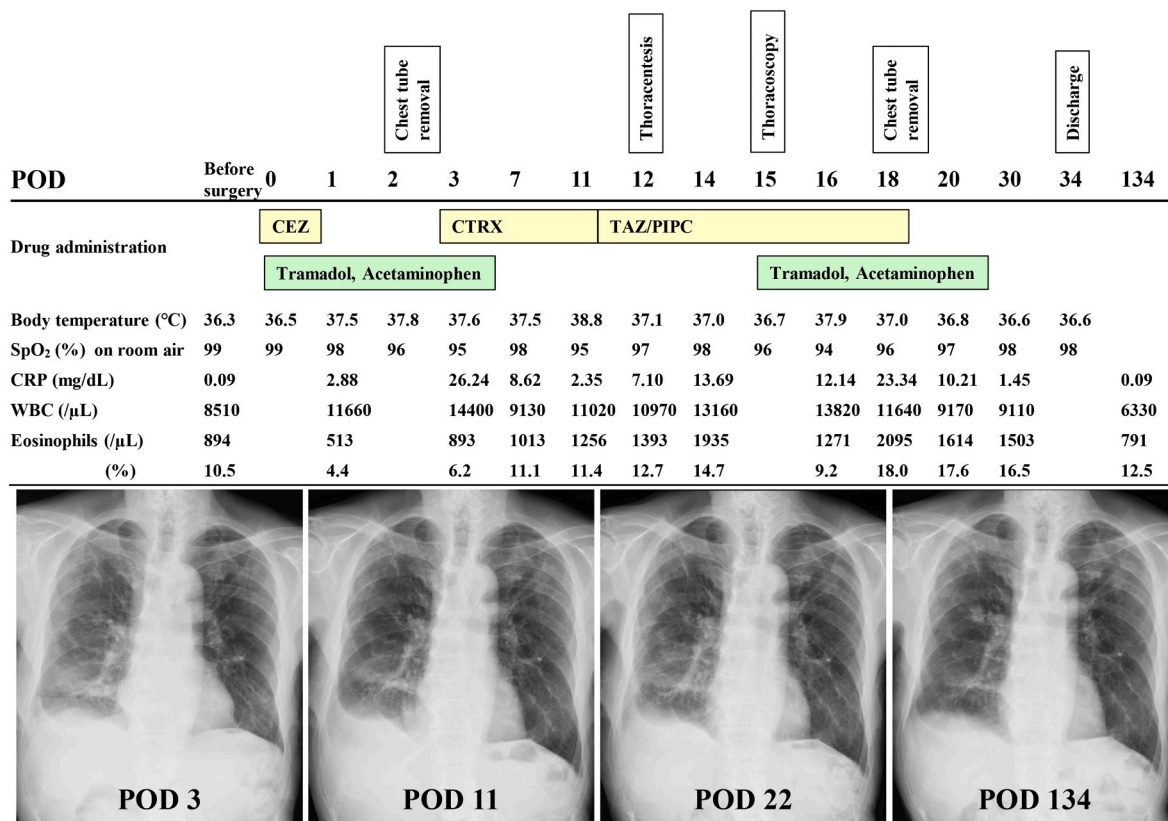 Chest tube
removal
Thoracentesis
Thoracoscopy
Chest tube
removal
Discharge
POD Before surgery 0 1 2 3 7 11 12 14 15 16 18 20 30 34 134
Drug administration
CEZ CTRX TAZ/PIPC
Tramadol, Acetaminophen Tramadol, Acetaminophen
Body temperature (℃) 36.3 36.5 37.5 37.8 37.6 37.5 38.8 37.1 37.0 36.7 37.9 37.0 36.8 36.6 36.6
SpO₂ (%) on room air 99 99 98 96 95 98 95 97 98 96 94 96 97 98 98
CRP (mg/dL) 0.09 2.88 26.24 8.62 2.35 7.10 13.69 12.14 23.34 10.21 1.45 0.09
WBC (/μL) 8510 11660 14400 9130 11020 10970 13160 13820 11640 9170 9110 6330
Eosinophils (/μL) 894 513 893 1013 1256 1393 1935 1271 2095 1614 1503 791
(%) 10.5 4.4 6.2 11.1 11.4 12.7 14.7 9.2 18.0 17.6 16.5 12.5
POD 3 POD 11 POD 22 POD 134